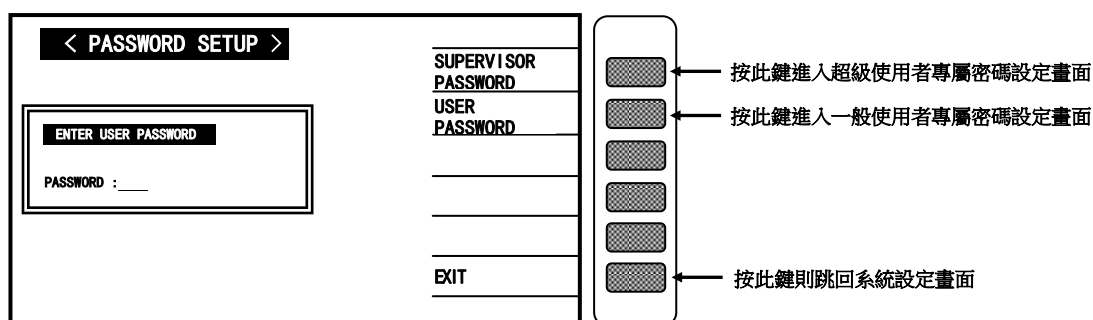 < PASSWORD SETUP >
SUPERVISOR
PASSWORD
按此鍵進入超級使用者專屬密碼設定畫面
USER
PASSWORD
按此鍵進入一般使用者專屬密碼設定畫面
ENTER USER PASSWORD
PASSWORD :____
EXIT
按此鍵則跳回系統設定畫面